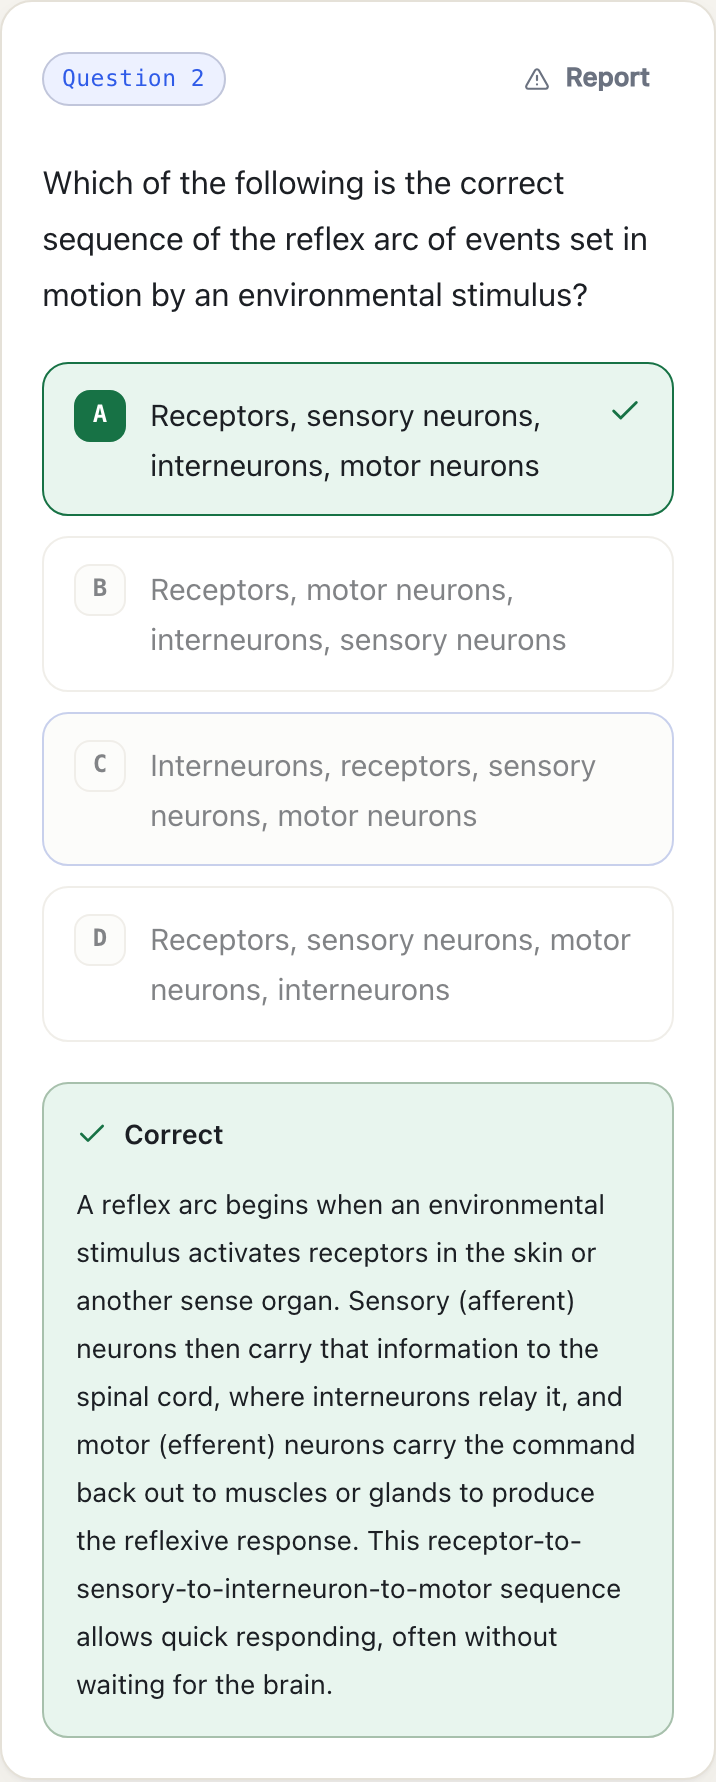 Question 2
Report
Which of the following is the correct
sequence of the reflex arc of events set in
motion by an environmental stimulus?
A
Receptors, sensory neurons,
interneurons, motor neurons
B
Receptors, motor neurons,
interneurons, sensory neurons
C
Interneurons, receptors, sensory
neurons, motor neurons
D
Receptors, sensory neurons, motor
neurons, interneurons
Correct
A reflex arc begins when an environmental
stimulus activates receptors in the skin or
another sense organ. Sensory (afferent)
neurons then carry that information to the
spinal cord, where interneurons relay it, and
motor (efferent) neurons carry the command
back out to muscles or glands to produce
the reflexive response. This receptor-to-
sensory-to-interneuron-to-motor sequence
allows quick responding, often without
waiting for the brain.